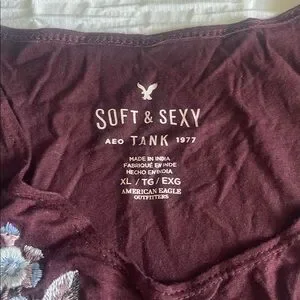 SOFT & SEXY
AEO TANK 1977
MADE IN INDIA
FABRIQUÉ EN INDE
HECHO EN INDIA
XL / TG / EXG
AMERICAN EAGLE
OUTFITTERS